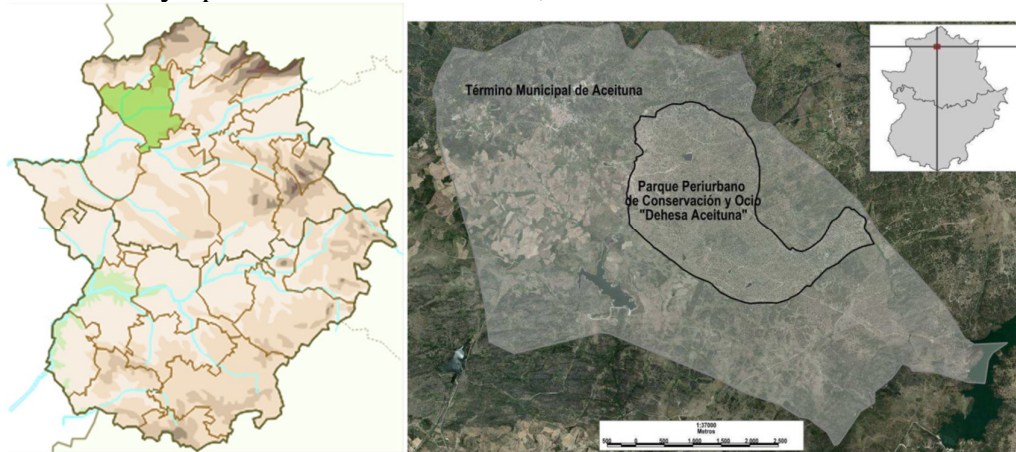 Término Municipal de Aceituna
Parque Periurbano
de Conservación y Ocio
"Dehesa Aceituna"
1:37000
Metros
500 0 500 1.000 1.500 2.000 2.500